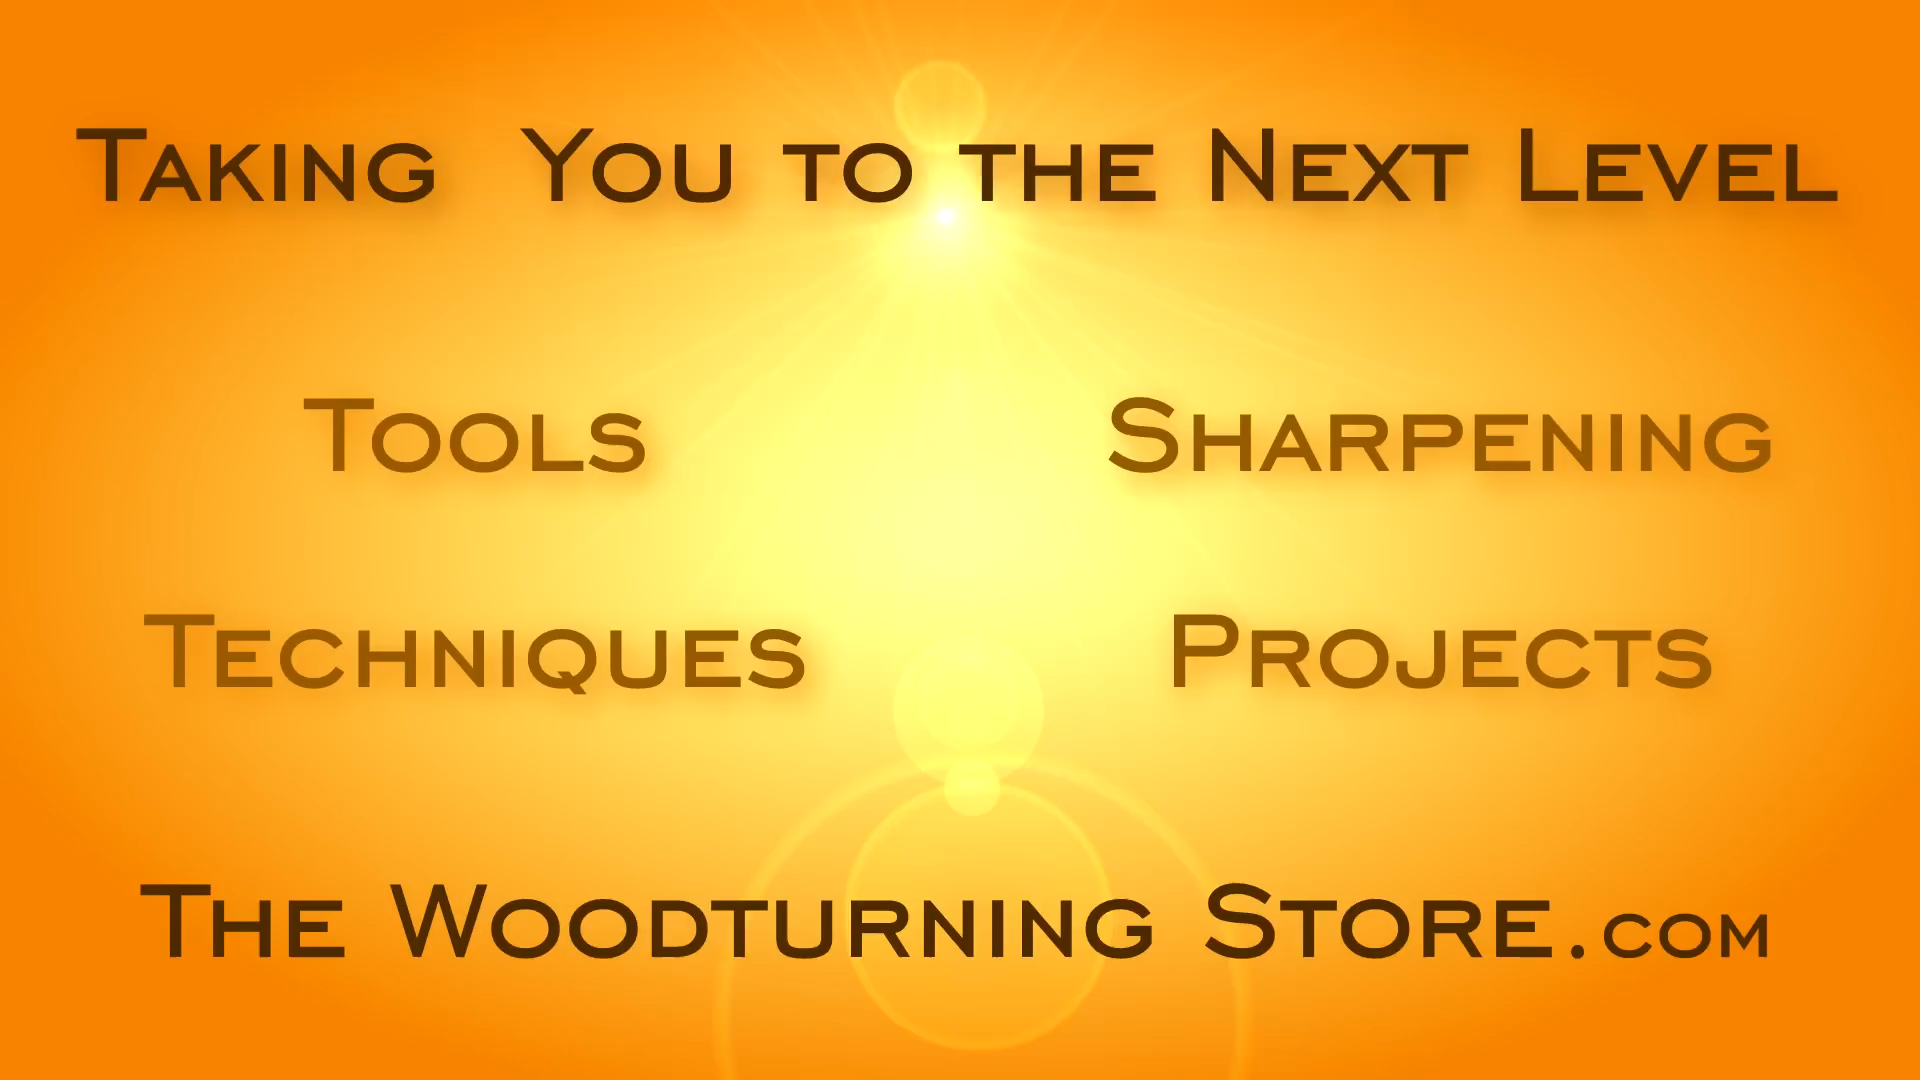 Taking You to the Next Level
Tools Sharpening
Techniques Projects
The Woodturning Store.com